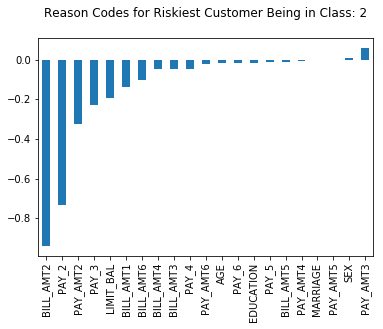 Reason Codes for Riskiest Customer Being in Class: 2
0.0
−0.2
−0.4
−0.6
−0.8
BILL_AMT2
PAY_2
PAY_AMT2
PAY_3
LIMIT_BAL
BILL_AMT1
BILL_AMT6
BILL_AMT4
BILL_AMT3
PAY_4
PAY_AMT6
AGE
PAY_6
EDUCATION
PAY_5
BILL_AMT5
PAY_AMT4
MARRIAGE
PAY_AMT5
SEX
PAY_AMT3